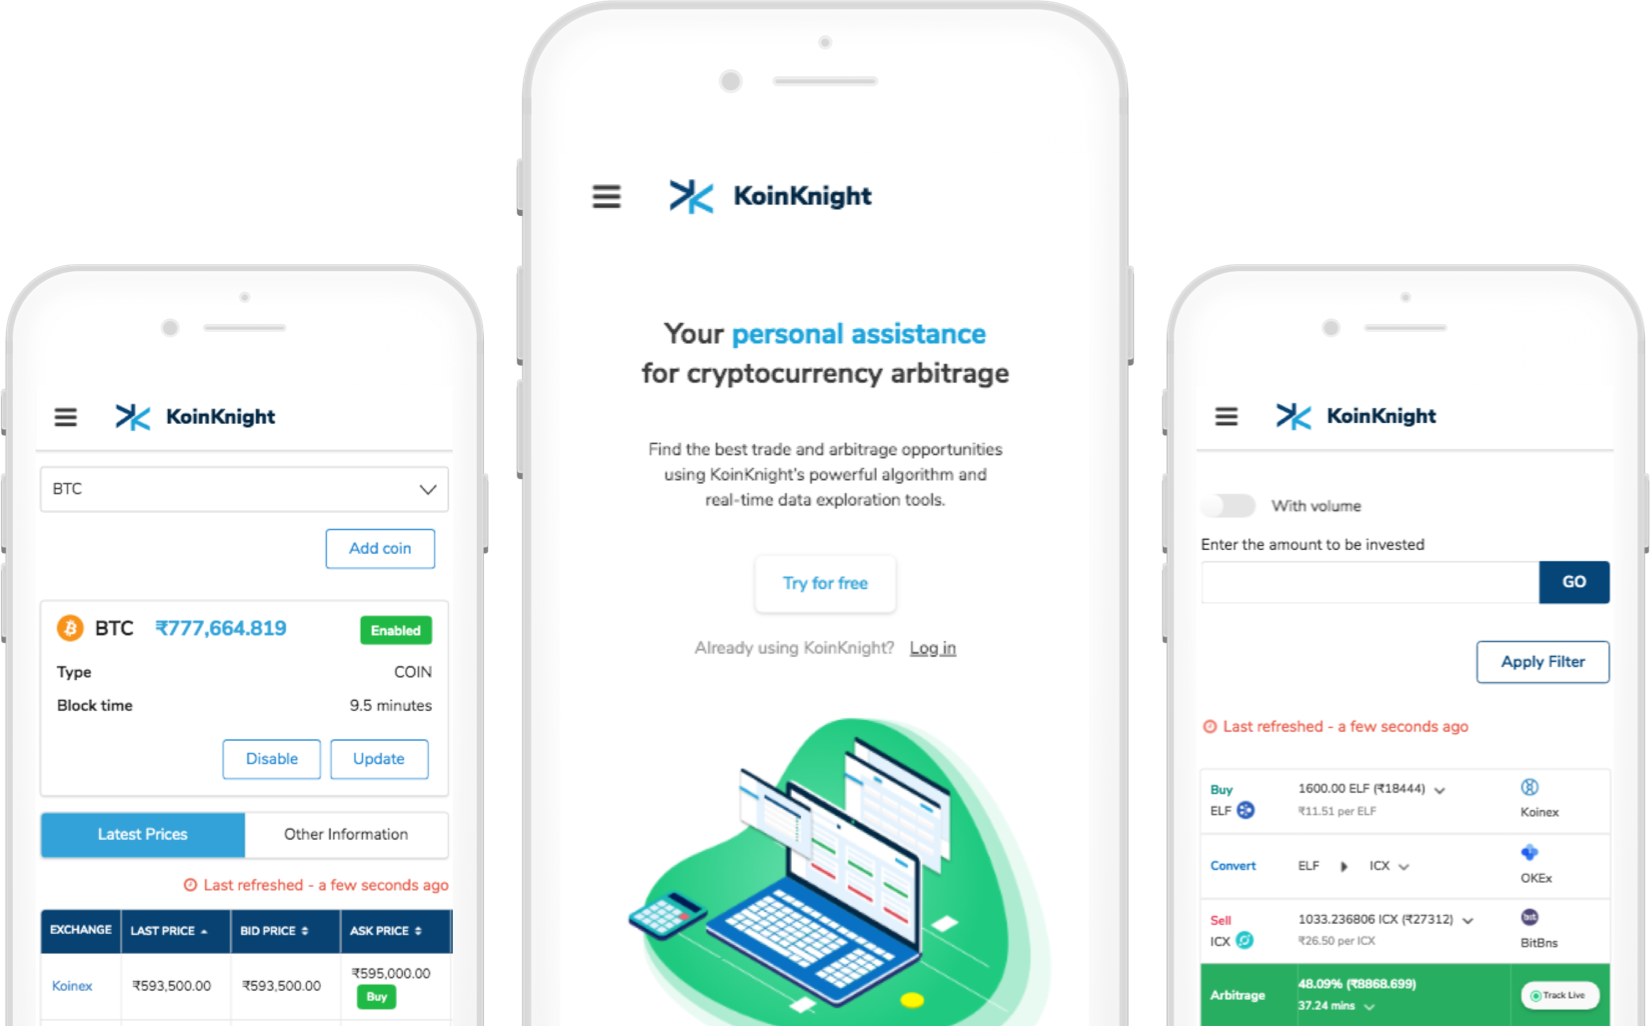 KoinKnight
BTC
Add coin
BTC ₹777,664.819 Enabled
Type COIN
Block time 9.5 minutes
Disable Update
Latest Prices Other Information
Last refreshed - a few seconds ago
EXCHANGE LAST PRICE BID PRICE ASK PRICE
Koinex ₹593,500.00 ₹593,500.00 ₹595,000.00
Buy
KoinKnight
Your personal assistance
for cryptocurrency arbitrage
Find the best trade and arbitrage opportunities
using KoinKnight's powerful algorithm and
real-time data exploration tools.
Try for free
Already using KoinKnight? Log in
KoinKnight
With volume
Enter the amount to be invested
GO
Apply Filter
Last refreshed - a few seconds ago
Buy 1600.00 ELF (₹18444)
ELF ₹11.51 per ELF Koinex
Convert ELF ICX
OKEx
Sell 1033.236806 ICX (₹27312)
ICX ₹26.50 per ICX BitBns
48.09% (₹8868.699)
Arbitrage Track Live
37.24 mins